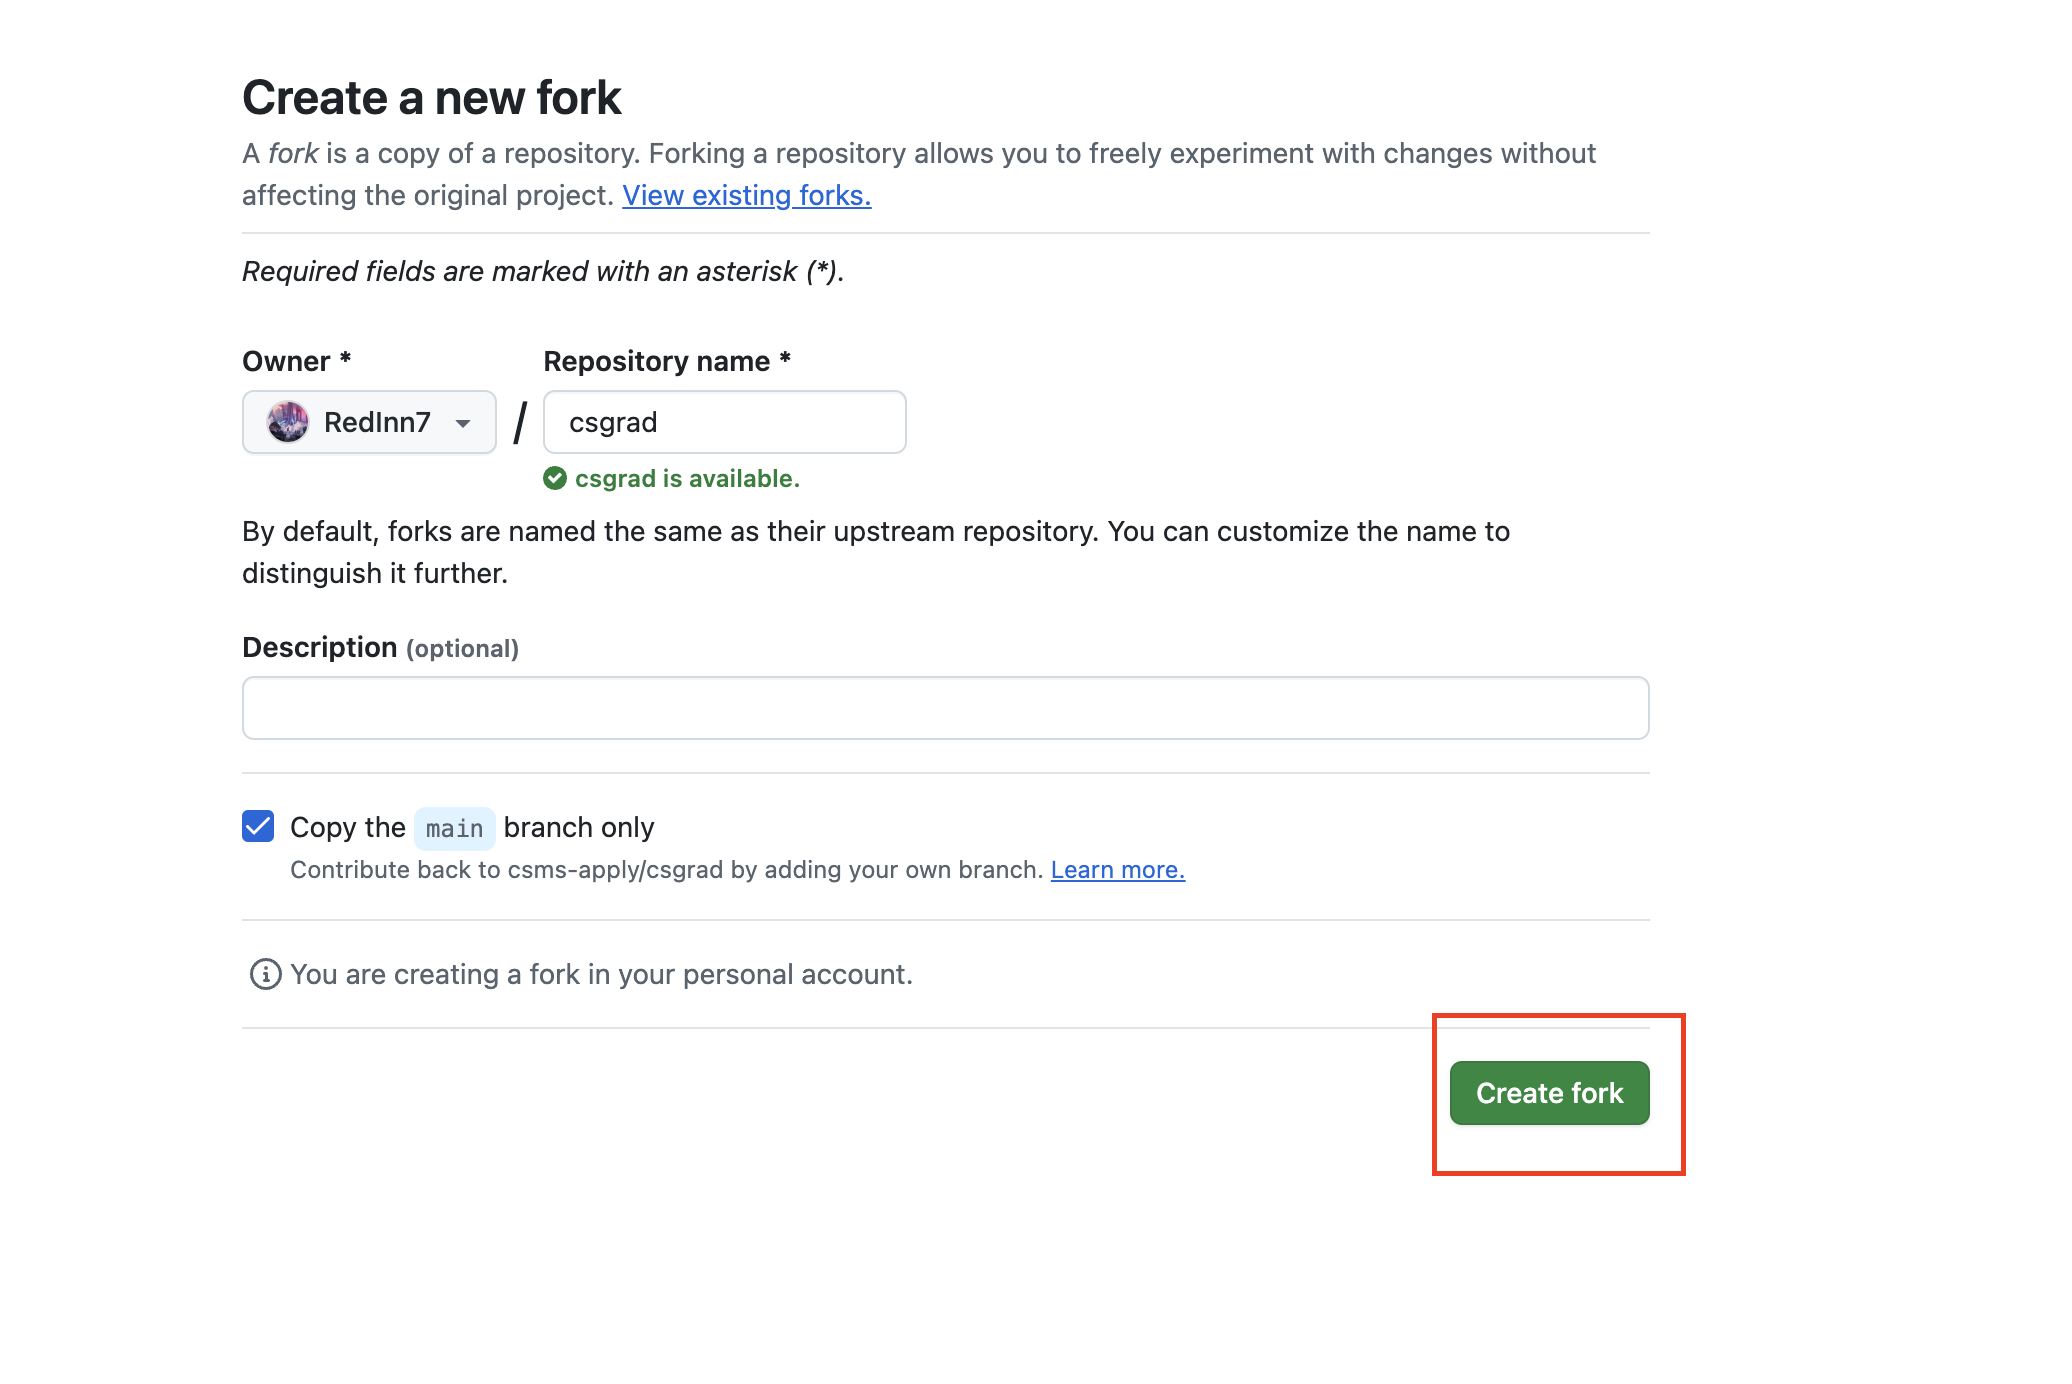 Create a new fork
A fork is a copy of a repository. Forking a repository allows you to freely experiment with changes without
affecting the original project. View existing forks.
Required fields are marked with an asterisk (*).
Owner * Repository name *
RedInn7 / csgrad
csgrad is available.
By default, forks are named the same as their upstream repository. You can customize the name to
distinguish it further.
Description (optional)
Copy the main branch only
Contribute back to csms-apply/csgrad by adding your own branch. Learn more.
You are creating a fork in your personal account.
Create fork